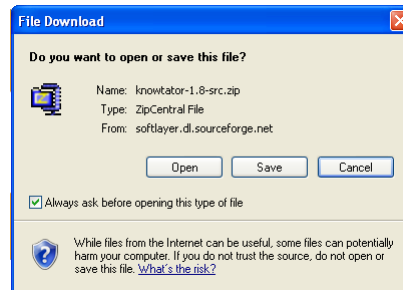 File Download
Do you want to open or save this file?
Name: knowtator-1.8-src.zip
Type: ZipCentral File
From: softlayer.dl.sourceforge.net
Open Save Cancel
Always ask before opening this type of file
While files from the Internet can be useful, some files can potentially
harm your computer. If you do not trust the source, do not open or
save this file. What's the risk?